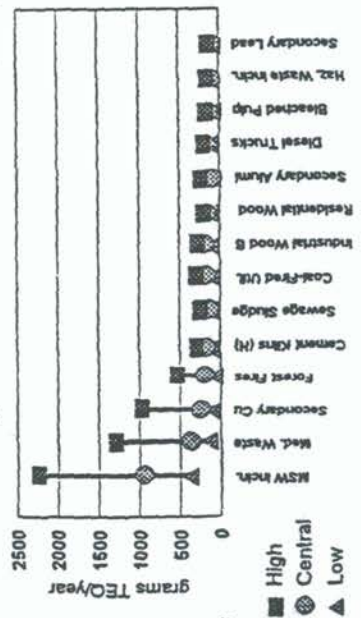 grams TEQ/year
2500
2000
1500
1000
500
0
MSW Incin.
Med. Waste
Secondary Cu
Forest Fires
Cement Kilns (H)
Sewage Sludge
Coal-Fired Util.
Industrial Wood B
Residential Wood
Secondary Alumi
Diesel Trucks
Bleached Pulp
Haz. Waste Incin.
Secondary Lead
High
Central
Low